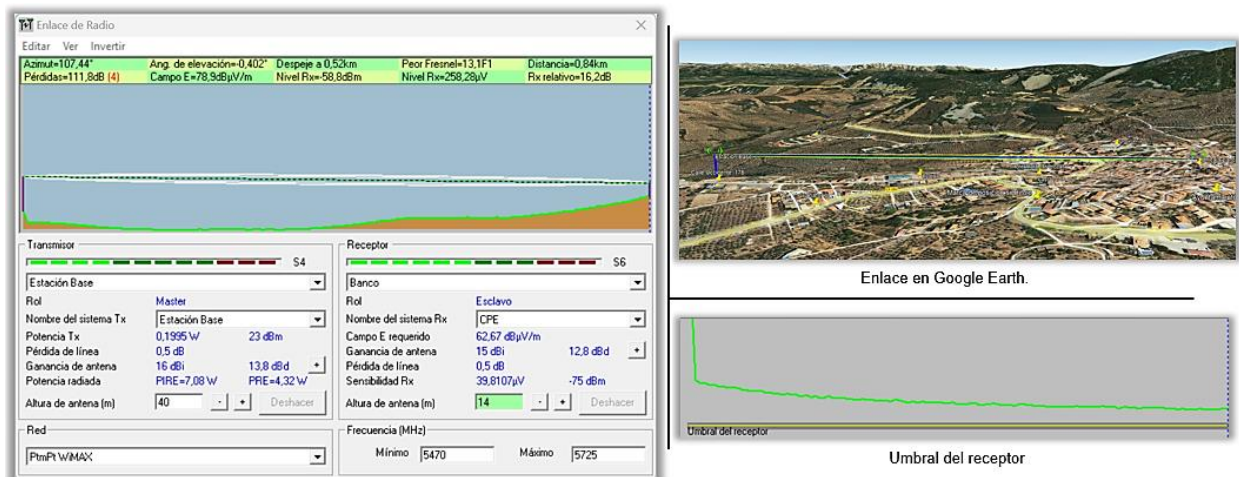 Enlace de Radio
Editar Ver Invertir
Azimut=107,44° Ang. de elevación=-0,402° Despeje a 0,52km Peor Fresnel=13,1F1 Distancia=0,84km
Pérdidas=111,8dB (4) Campo E=78,9dBµV/m Nivel Rx=-58,8dBm Nivel Rx=258,28µV Rx relativo=16,2dB
Transmisor
S4
Estación Base
Rol Master
Nombre del sistema Tx Estación Base
Potencia Tx 0,1995 W 23 dBm
Pérdida de línea 0,5 dB
Ganancia de antena 16 dBi 13,8 dBd +
Potencia radiada PIRE=7,08 W PRE=4,32 W
Altura de antena (m) 40 - + Deshacer
Receptor
S6
Banco
Rol Esclavo
Nombre del sistema Rx CPE
Campo E requerido 62,67 dBµV/m
Ganancia de antena 15 dBi 12,8 dBd +
Pérdida de línea 0,5 dB
Sensibilidad Rx 39,8107µV -75 dBm
Altura de antena (m) 14 - + Deshacer
Red
PtmPt WiMAX
Frecuencia (MHz)
Mínimo 5470 Máximo 5725
Estación Base
Enlace en Google Earth.
Umbral del receptor
Umbral del receptor